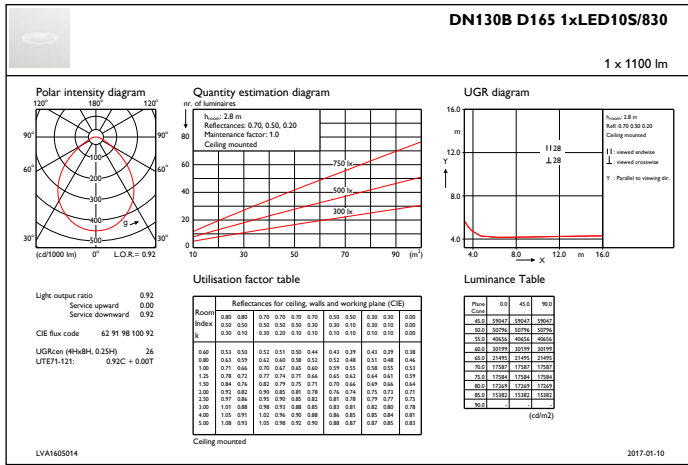 DN130B D165 1xLED10S/830
1 x 1100 lm
Polar intensity diagram
120° 180° 120°
90° 90°
60° 60°
30° 30°
100
200
300
400
500
g
(cd/1000 lm) 0° L.O.R.= 0.92
Quantity estimation diagram
nr. of luminaires
hroom: 2.8 m
Reflectances: 0.70, 0.50, 0.20
Maintenance factor: 1.0
Ceiling mounted
80
60
40
20
0
750 lx
500 lx
300 lx
10 30 50 70 90 (m²)
UGR diagram
16.0
m
12.0
Y
8.0
4.0
II28
⊥28
hroom: 2.8 m
Ref: 0.70 0.50 0.20
Ceiling mounted
II : viewed endwise
⊥ : viewed crosswise
Y : Parallel to viewing dir.
4.0 8.0 12.0 m 16.0
X
Light output ratio 0.92
Service upward 0.00
Service downward 0.92
CIE flux code 62 91 98 100 92
UGRcen (4Hx8H, 0.25H) 26
UTE71-121: 0.92C + 0.00T
Utilisation factor table
Room Index k
Reflectances for ceiling, walls and working plane (CIE)
0.80 0.80 0.70 0.70 0.70 0.70 0.50 0.50 0.30 0.30 0.00
0.50 0.50 0.50 0.50 0.50 0.30 0.30 0.10 0.30 0.10 0.00
0.30 0.10 0.30 0.20 0.10 0.10 0.10 0.10 0.10 0.10 0.00
0.60 0.53 0.50 0.52 0.51 0.50 0.44 0.43 0.39 0.43 0.39 0.38
0.80 0.63 0.59 0.62 0.60 0.58 0.52 0.52 0.48 0.51 0.48 0.46
1.00 0.71 0.66 0.70 0.67 0.65 0.60 0.59 0.55 0.58 0.55 0.53
1.25 0.78 0.72 0.77 0.74 0.71 0.66 0.65 0.62 0.64 0.61 0.59
1.50 0.84 0.76 0.82 0.79 0.75 0.71 0.70 0.66 0.69 0.66 0.64
2.00 0.92 0.82 0.90 0.85 0.81 0.78 0.76 0.74 0.75 0.73 0.71
2.50 0.97 0.86 0.95 0.90 0.85 0.82 0.81 0.78 0.79 0.77 0.75
3.00 1.01 0.88 0.98 0.93 0.88 0.85 0.83 0.81 0.82 0.80 0.78
4.00 1.05 0.91 1.02 0.96 0.90 0.88 0.86 0.85 0.85 0.84 0.81
5.00 1.08 0.93 1.05 0.98 0.92 0.90 0.88 0.87 0.87 0.85 0.83
Ceiling mounted
Luminance Table
Plane Cone 0.0 45.0 90.0
45.0 59047 59047 59047
50.0 50796 50796 50796
55.0 40656 40656 40656
60.0 30199 30199 30199
65.0 21495 21495 21495
70.0 17587 17587 17587
75.0 17584 17584 17584
80.0 17269 17269 17269
85.0 15382 15382 15382
90.0 - - -
(cd/m2)
LVA1605014
2017-01-10